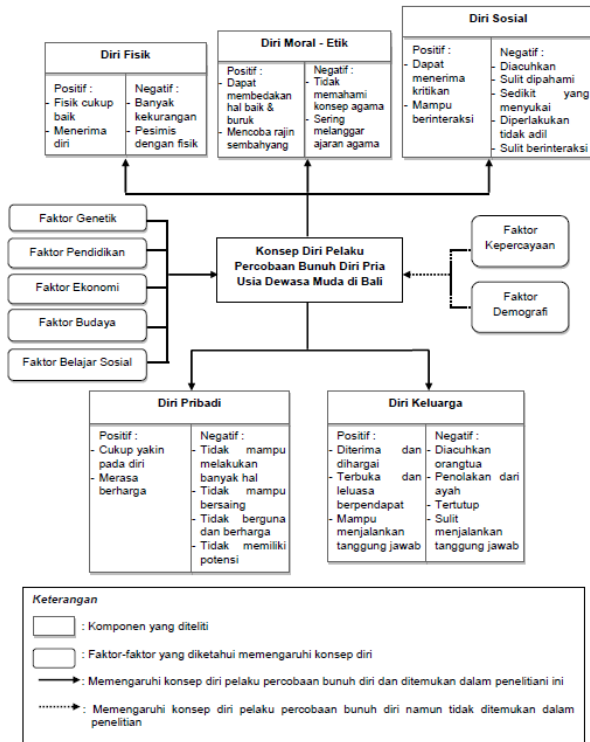 Diri Fisik
Positif :
- Fisik cukup
baik
- Menerima
diri
Negatif :
- Banyak
kekurangan
- Pesimis
dengan fisik
Diri Moral - Etik
Positif :
- Dapat
membedakan
hal baik &
buruk
- Mencoba rajin
sembahyang
Negatif :
- Tidak
memahami
konsep agama
- Sering
melanggar
ajaran agama
Diri Sosial
Positif :
- Dapat
menerima
kritikan
- Mampu
berinteraksi
Negatif :
- Diacuhkan
- Sulit dipahami
- Sedikit yang
menyukai
- Diperlakukan
tidak adil
- Sulit berinteraksi
Faktor Genetik
Faktor Pendidikan
Faktor Ekonomi
Faktor Budaya
Faktor Belajar Sosial
Konsep Diri Pelaku
Percobaan Bunuh Diri Pria
Usia Dewasa Muda di Bali
Faktor
Kepercayaan
Faktor
Demografi
Diri Pribadi
Positif :
- Cukup yakin
pada diri
- Merasa
berharga
Negatif :
- Tidak mampu
melakukan
banyak hal
- Tidak mampu
bersaing
- Tidak berguna
dan berharga
- Tidak memiliki
potensi
Diri Keluarga
Positif :
- Diterima dan
dihargai
- Terbuka dan
leluasa
berpendapat
- Mampu
menjalankan
tanggung jawab
Negatif :
- Diacuhkan
orangtua
- Penolakan dari
ayah
- Tertutup
- Sulit
menjalankan
tanggung jawab
Keterangan
: Komponen yang diteliti
: Faktor-faktor yang diketahui memengaruhi konsep diri
: Memengaruhi konsep diri pelaku percobaan bunuh diri dan ditemukan dalam penelitiani ini
: Memengaruhi konsep diri pelaku percobaan bunuh diri namun tidak ditemukan dalam
penelitian